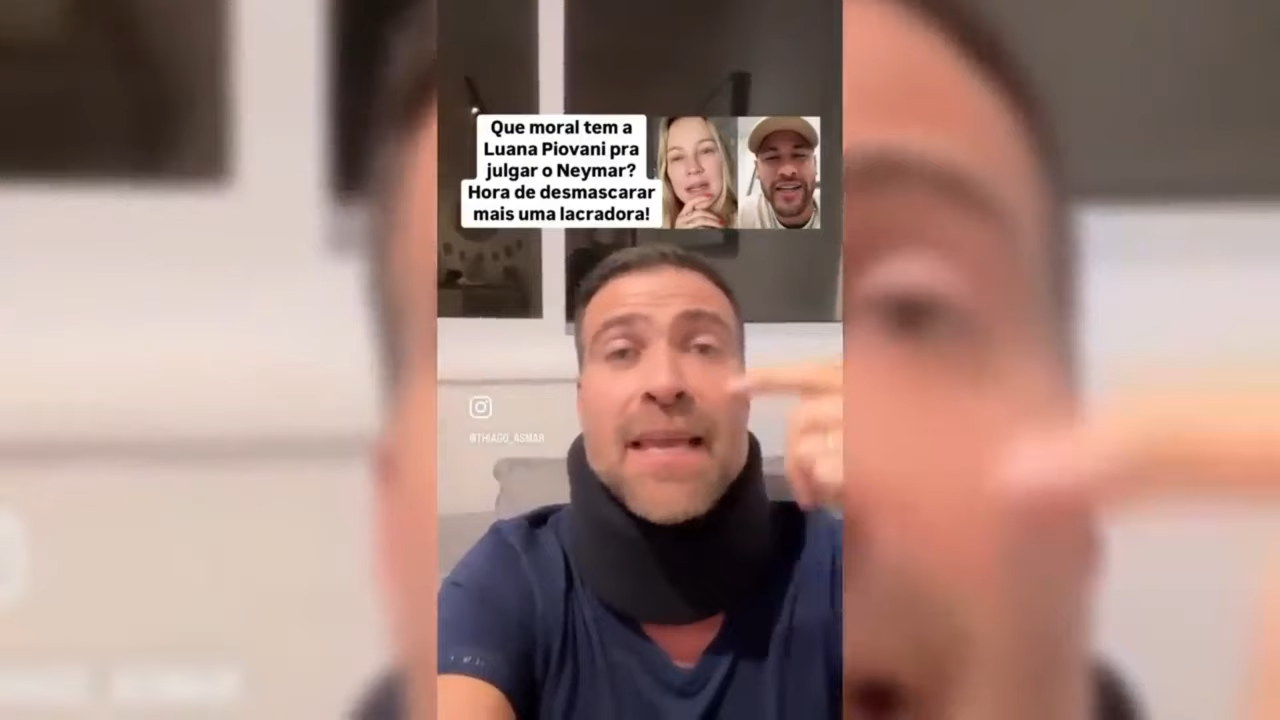 Que moral tem a
Luana Piovani pra
julgar o Neymar?
Hora de desmascarar
mais uma lacradora!
@THIAGO_ASMAR